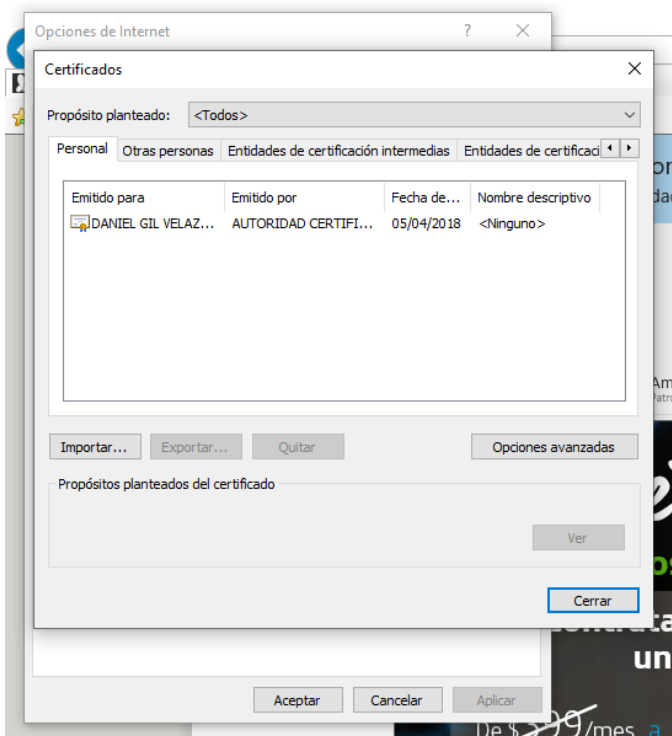 Opciones de Internet ?
Certificados
Propósito planteado: <Todos>
Personal Otras personas Entidades de certificación intermedias Entidades de certificaci
Emitido para Emitido por Fecha de... Nombre descriptivo
DANIEL GIL VELAZ... AUTORIDAD CERTIFI... 05/04/2018 <Ninguno>
Importar... Exportar... Quitar Opciones avanzadas
Propósitos planteados del certificado
Ver
Cerrar
un
Aceptar Cancelar Aplicar
De $399/mes a